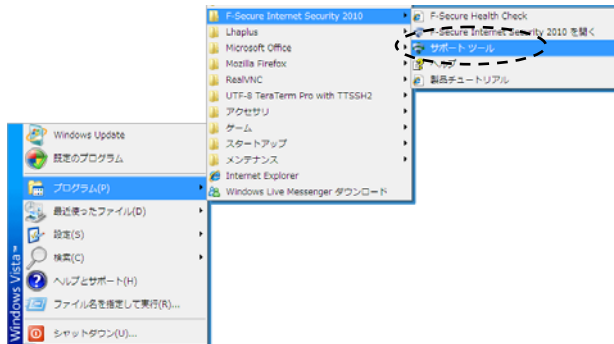 F-Secure Internet Security 2010
Lhaplus
Microsoft Office
Mozilla Firefox
RealVNC
UTF-8 TeraTerm Pro with TTSSH2
アクセサリ
ゲーム
スタートアップ
メンテナンス
Internet Explorer
Windows Live Messenger ダウンロード
F-Secure Health Check
F-Secure Internet Security 2010 を開く
サポート ツール
ヘルプ
製品チュートリアル
Windows Update
既定のプログラム
プログラム(P)
最近使ったファイル(D)
設定(S)
検索(C)
ヘルプとサポート(H)
ファイル名を指定して実行(R)...
シャットダウン(U)...
Windows Vista™